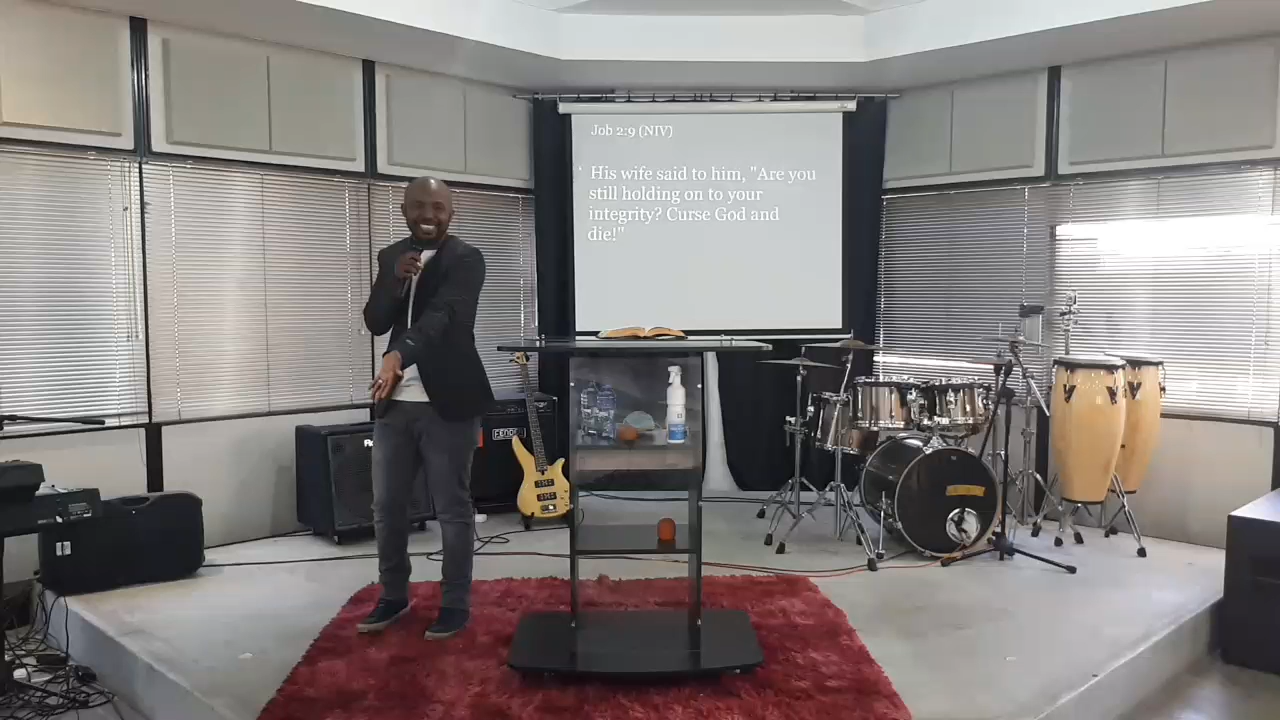 Job 2:9 (NIV)
His wife said to him, "Are you
still holding on to your
integrity? Curse God and
die!"